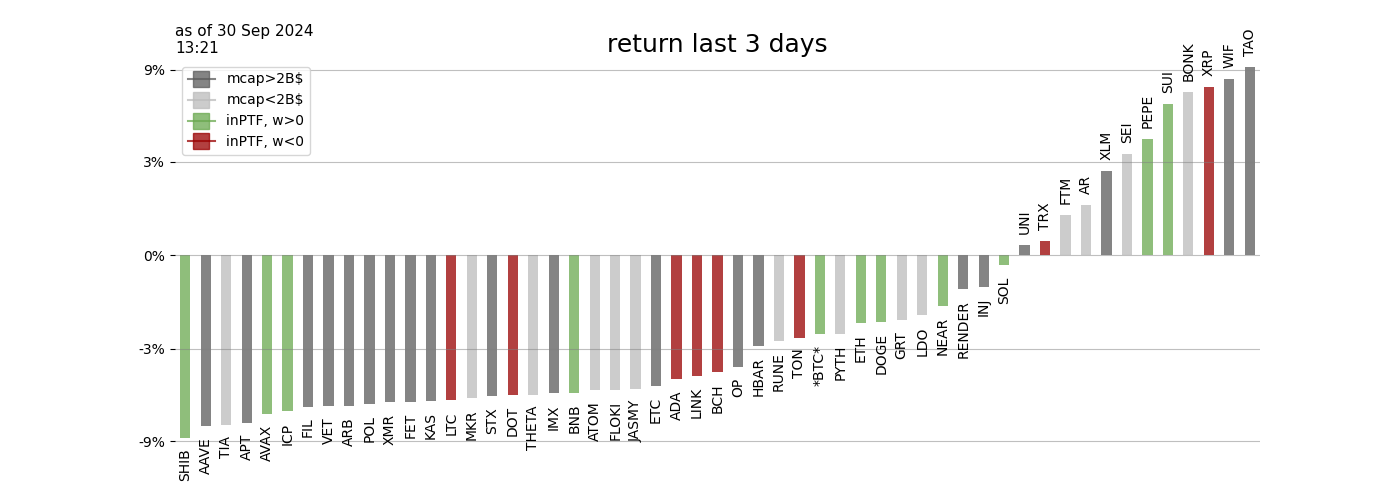 as of 30 Sep 2024
13:21
return last 3 days
9%
3%
0%
-3%
-9%
mcap>2B$
mcap<2B$
inPTF, w>0
inPTF, w<0
SHIB
AAVE
TIA
APT
AVAX
ICP
FIL
VET
ARB
POL
XMR
FET
KAS
LTC
MKR
STX
DOT
THETA
IMX
BNB
ATOM
FLOKI
JASMY
ETC
ADA
LINK
BCH
OP
HBAR
RUNE
TON
*BTC*
PYTH
ETH
DOGE
GRT
LDO
NEAR
RENDER
INJ
SOL
UNI
TRX
FTM
AR
XLM
SEI
PEPE
SUI
BONK
XRP
WIF
TAO